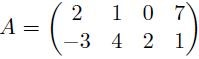 A = ( 2 1 0 7
-3 4 2 1 )